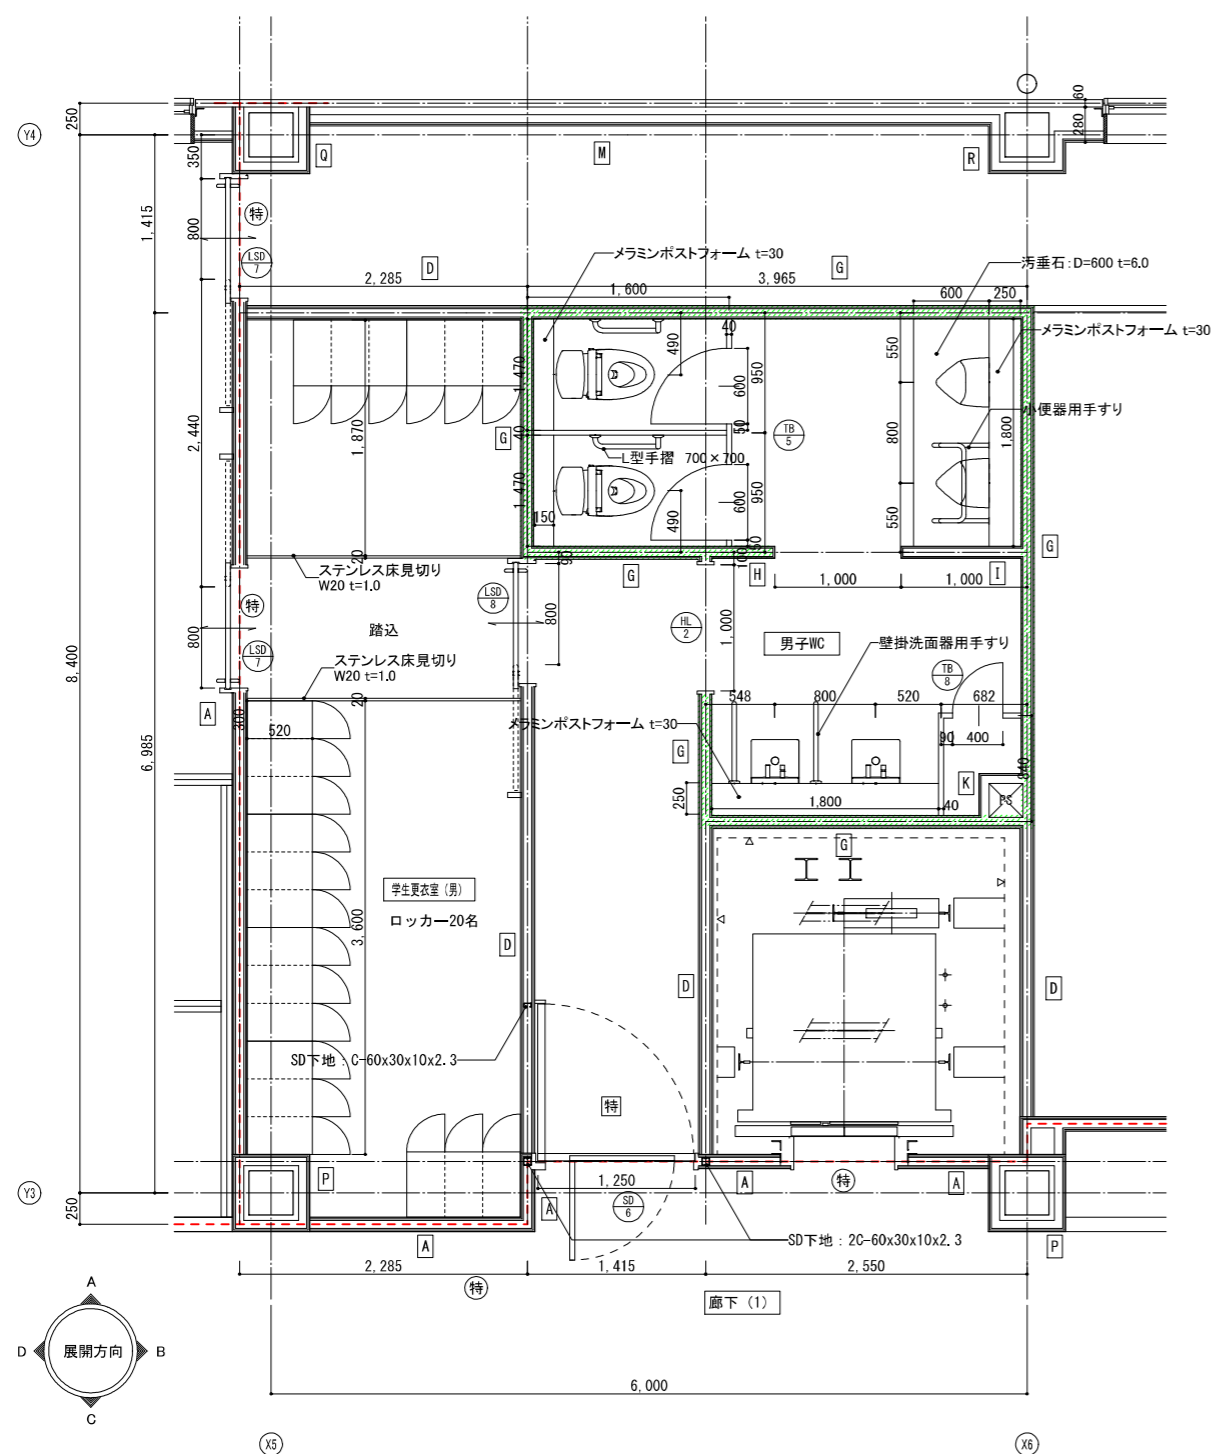 60
250
280
Y4
Q
M
R
350
1,415
特
800
メラミンポストフォーム t=30
汚垂石:D=600 t=6.0
LSD
7
D
G
2,285
3,965
1,600
600
250
40
メラミンポストフォーム t=30
490
550
950
600
1,470
小便器用手すり
2,440
1,870
G
40
50
TB
5
800
1,800
L型手摺 700×700
1,470
600
950
490
550
150
50
G
20
90
100
G
H
I
ステンレス床見切り
W20 t=1.0
1,000
1,000
LSD
8
特
800
踏込
800
HL
2
1,000
男子WC
壁掛洗面器用手すり
LSD
7
ステンレス床見切り
W20 t=1.0
TB
8
8,400
20
548
800
520
682
A
300
520
メラミンポストフォーム t=30
90
400
6,985
G
840
K
250
1,800
40
PS
G
学生更衣室(男)
ロッカー20名
3,600
D
D
D
SD下地:C-60x30x10x2.3
特
P
1,250
A
特
A
Y3
250
A
SD
6
A
SD下地:2C-60x30x10x2.3
P
2,285
1,415
2,550
特
廊下(1)
A
D
展開方向
B
C
6,000
X5
X6